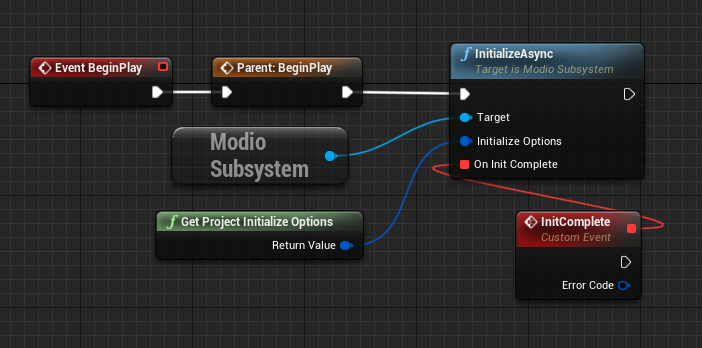 Event BeginPlay
Parent: BeginPlay
InitializeAsync
Target is Modio Subsystem
Target
Initialize Options
On Init Complete
Modio
Subsystem
Get Project Initialize Options
Return Value
InitComplete
Custom Event
Error Code